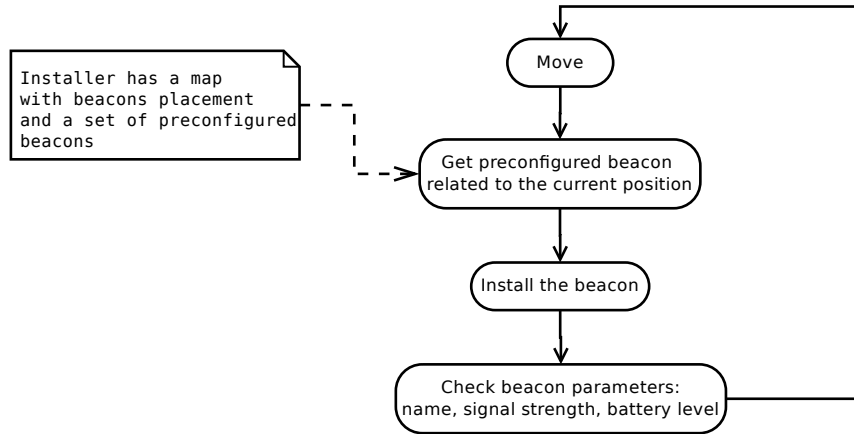 Installer has a map
with beacons placement
and a set of preconfigured
beacons
Move
Get preconfigured beacon
related to the current position
Install the beacon
Check beacon parameters:
name, signal strength, battery level